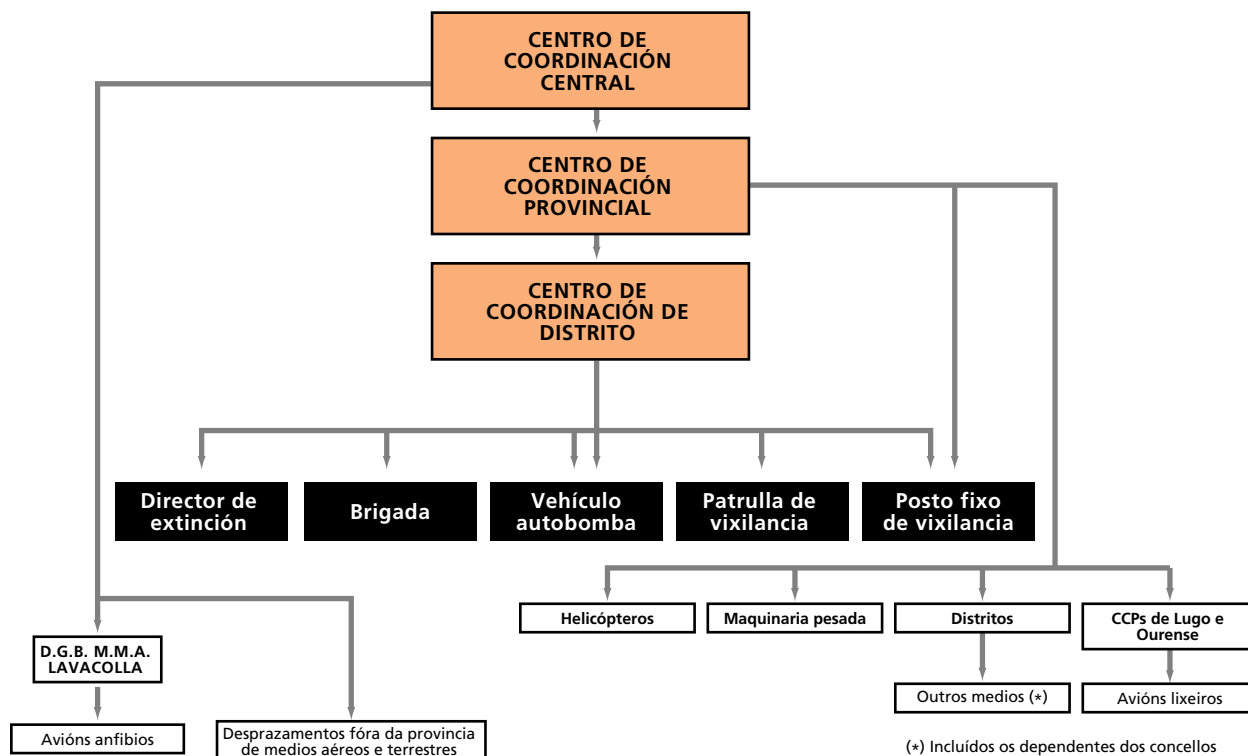 CENTRO DE
COORDINACIÓN
CENTRAL
CENTRO DE
COORDINACIÓN
PROVINCIAL
CENTRO DE
COORDINACIÓN DE
DISTRITO
Director de
extinción
Brigada
Vehículo
autobomba
Patrulla de
vixilancia
Posto fixo
de vixilancia
Helicópteros
Maquinaria pesada
Distritos
CCPs de Lugo e
Ourense
D.G.B. M.M.A.
LAVACOLLA
Outros medios (*)
Avións lixeiros
Avións anfibios
Desprazamentos fóra da provincia
de medios aéreos e terrestres
(*) Incluídos os dependentes dos concellos